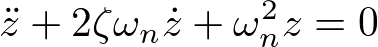 z̈ + 2ζωₙż + ωₙ²z = 0